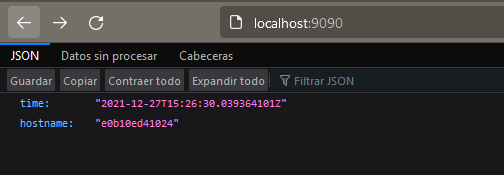 localhost:9090
JSON Datos sin procesar Cabeceras
Guardar Copiar Contraer todo Expandir todo Filtrar JSON
time: "2021-12-27T15:26:30.039364101Z"
hostname: "e0b10ed41024"